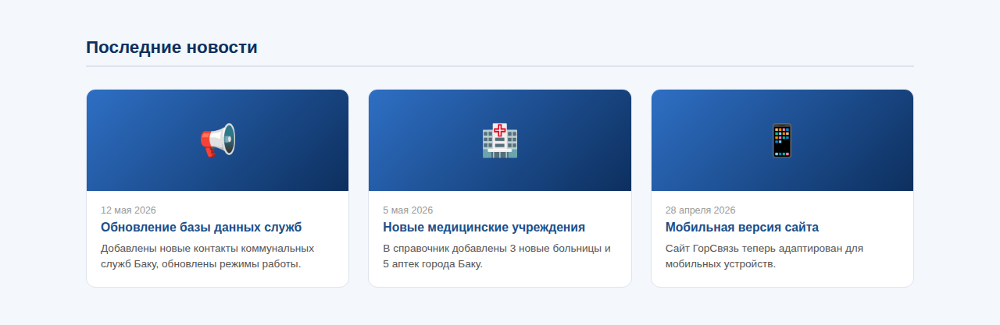 Последние новости
12 мая 2026
Обновление базы данных служб
Добавлены новые контакты коммунальных
служб Баку, обновлены режимы работы.
5 мая 2026
Новые медицинские учреждения
В справочник добавлены 3 новые больницы и
5 аптек города Баку.
28 апреля 2026
Мобильная версия сайта
Сайт ГорСвязь теперь адаптирован для
мобильных устройств.